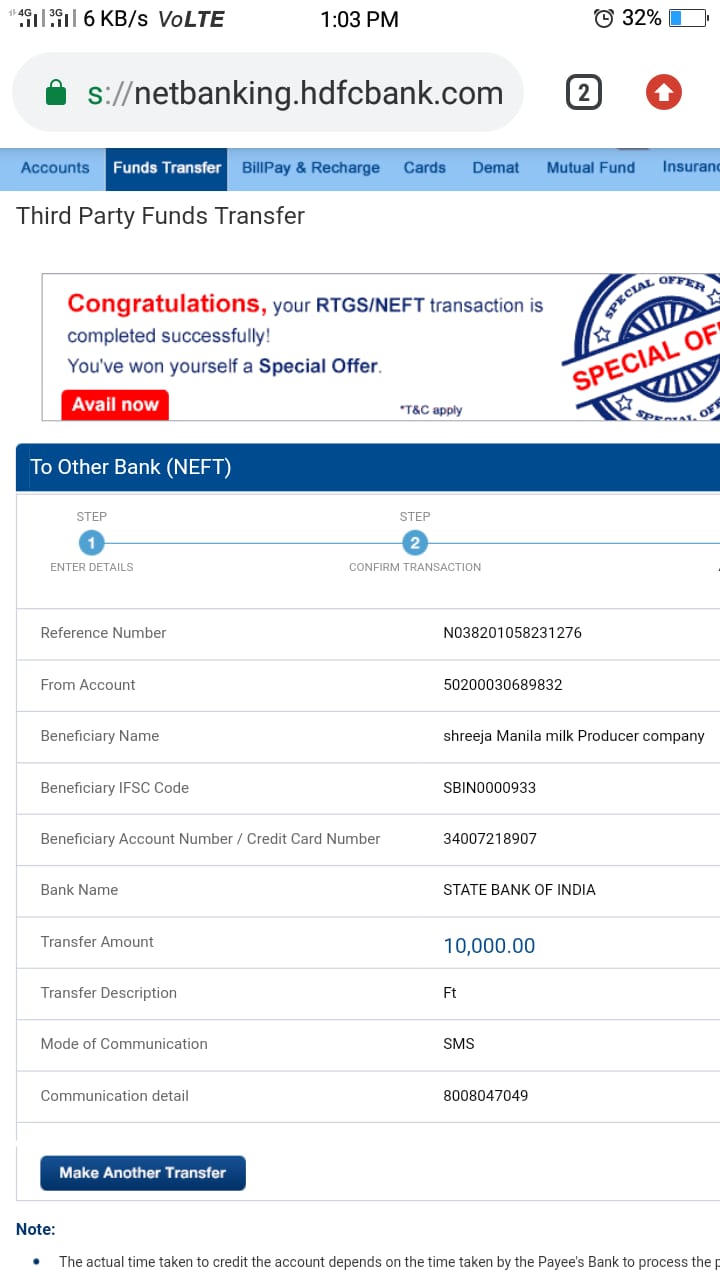 4G 3G 6 KB/s VoLTE 1:03 PM 32%
s://netbanking.hdfcbank.com 2
Accounts Funds Transfer BillPay & Recharge Cards Demat Mutual Fund Insuranc
Third Party Funds Transfer
Congratulations, your RTGS/NEFT transaction is
completed successfully!
You've won yourself a Special Offer.
Avail now
*T&C apply
SPECIAL OFFER
SPECIAL OF
SPECIAL OFF
To Other Bank (NEFT)
STEP STEP
1 2
ENTER DETAILS CONFIRM TRANSACTION
Reference Number N038201058231276
From Account 50200030689832
Beneficiary Name shreeja Manila milk Producer company
Beneficiary IFSC Code SBIN0000933
Beneficiary Account Number / Credit Card Number 34007218907
Bank Name STATE BANK OF INDIA
Transfer Amount 10,000.00
Transfer Description Ft
Mode of Communication SMS
Communication detail 8008047049
Make Another Transfer
Note:
• The actual time taken to credit the account depends on the time taken by the Payee's Bank to process the p